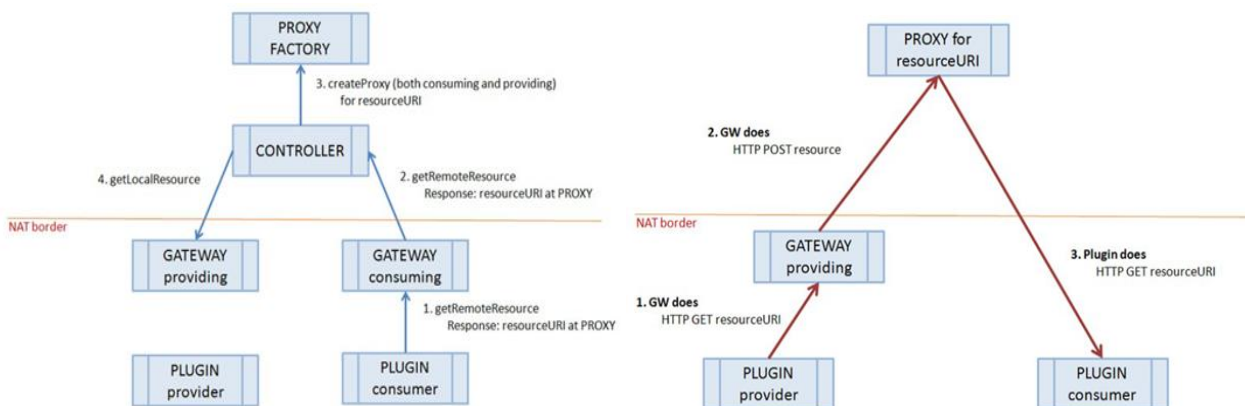 PROXY
FACTORY
3. createProxy (both consuming and providing)
for resourceURI
CONTROLLER
4. getLocalResource
2. getRemoteResource
Response: resourceURI at PROXY
NAT border
GATEWAY
providing
GATEWAY
consuming
1. getRemoteResource
Response: resourceURI at PROXY
PLUGIN
provider
PLUGIN
consumer
PROXY for
resourceURI
2. GW does
HTTP POST resource
NAT border
GATEWAY
providing
3. Plugin does
HTTP GET resourceURI
1. GW does
HTTP GET resourceURI
PLUGIN
provider
PLUGIN
consumer